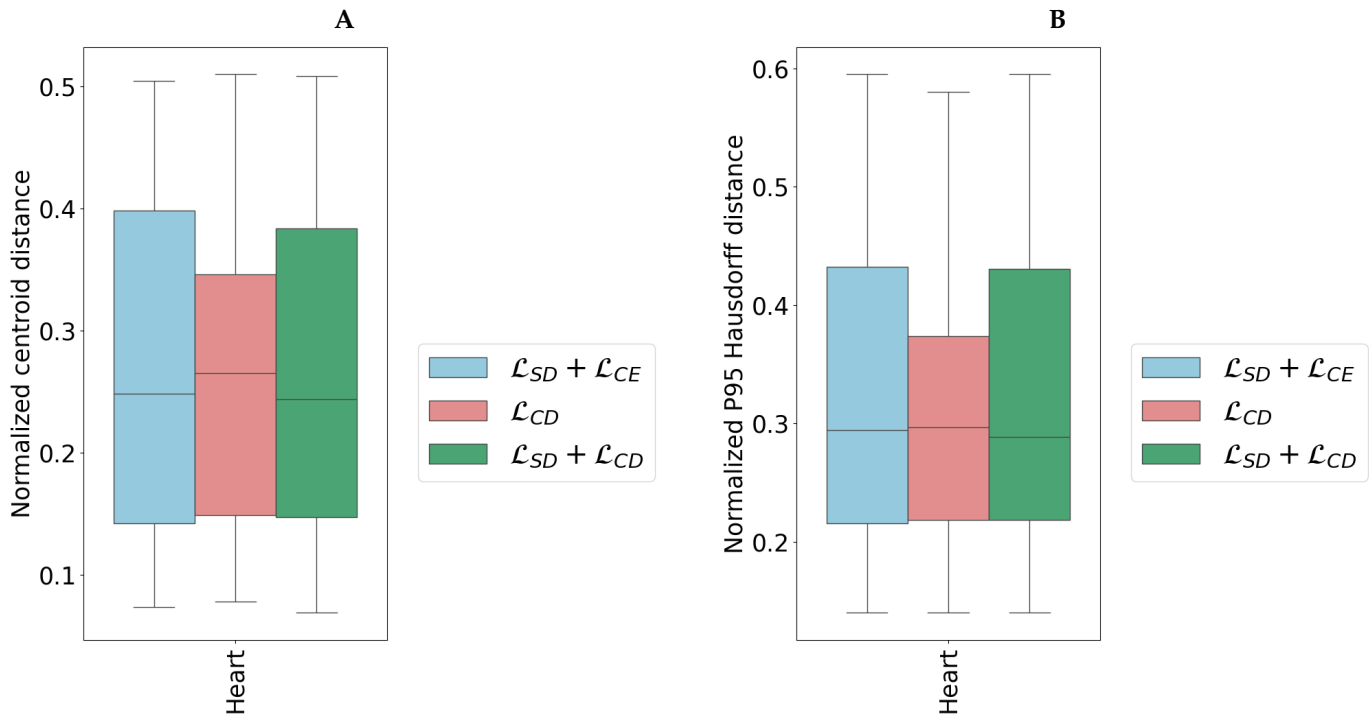 A
Normalized centroid distance
0.5
0.4
0.3
0.2
0.1
Heart
ℒ_SD + ℒ_CE
ℒ_CD
ℒ_SD + ℒ_CD
B
Normalized P95 Hausdorff distance
0.6
0.5
0.4
0.3
0.2
Heart
ℒ_SD + ℒ_CE
ℒ_CD
ℒ_SD + ℒ_CD